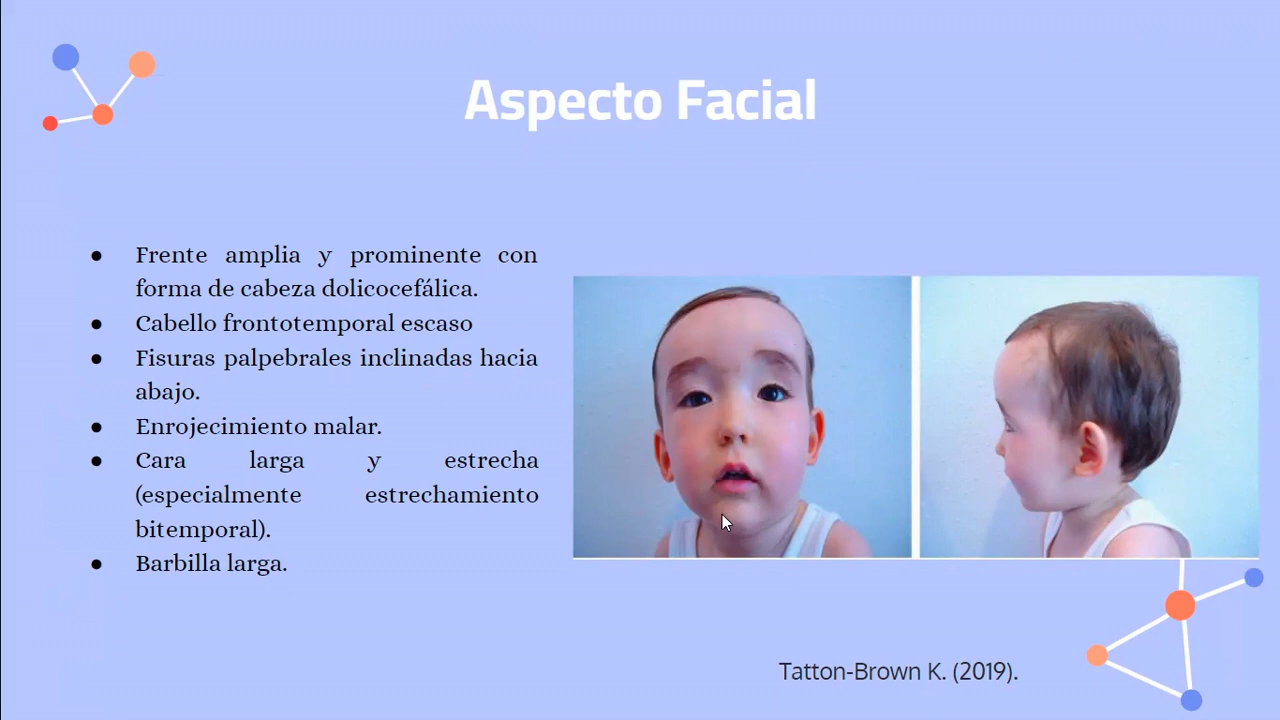 Aspecto Facial
● Frente amplia y prominente con
forma de cabeza dolicocefálica.
● Cabello frontotemporal escaso
● Fisuras palpebrales inclinadas hacia
abajo.
● Enrojecimiento malar.
● Cara larga y estrecha
(especialmente estrechamiento
bitemporal).
● Barbilla larga.
Tatton-Brown K. (2019).